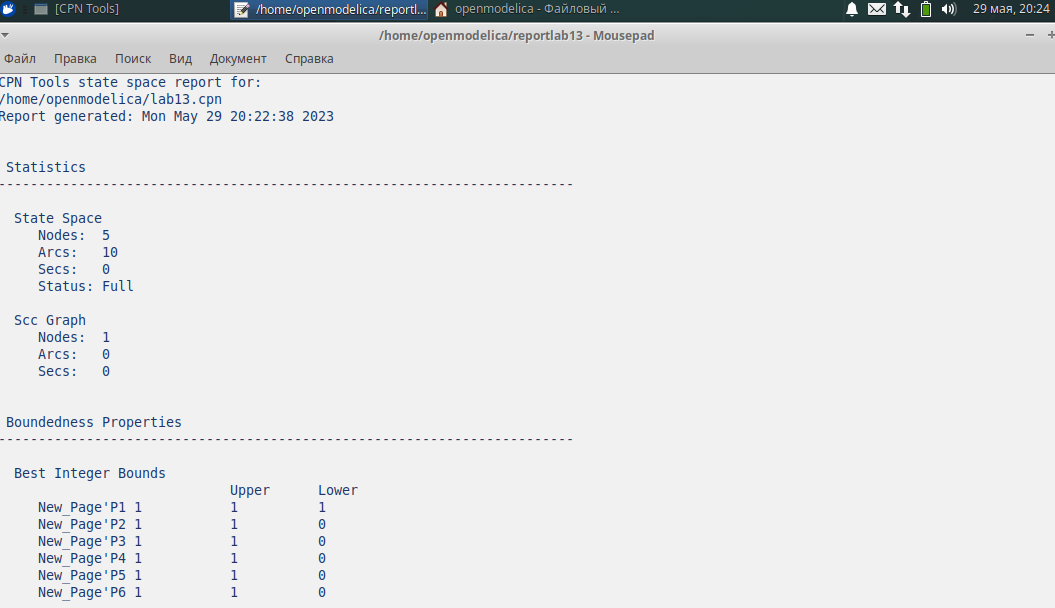 [CPN Tools]
/home/openmodelica/reportl...
openmodelica - Файловый ...
29 мая, 20:24
/home/openmodelica/reportlab13 - Mousepad
Файл Правка Поиск Вид Документ Справка
CPN Tools state space report for:
/home/openmodelica/lab13.cpn
Report generated: Mon May 29 20:22:38 2023
Statistics
------------------------------------------------------------------------
State Space
Nodes: 5
Arcs: 10
Secs: 0
Status: Full
Scc Graph
Nodes: 1
Arcs: 0
Secs: 0
Boundedness Properties
------------------------------------------------------------------------
Best Integer Bounds
Upper Lower
New_Page'P1 1 1 1
New_Page'P2 1 1 0
New_Page'P3 1 1 0
New_Page'P4 1 1 0
New_Page'P5 1 1 0
New_Page'P6 1 1 0